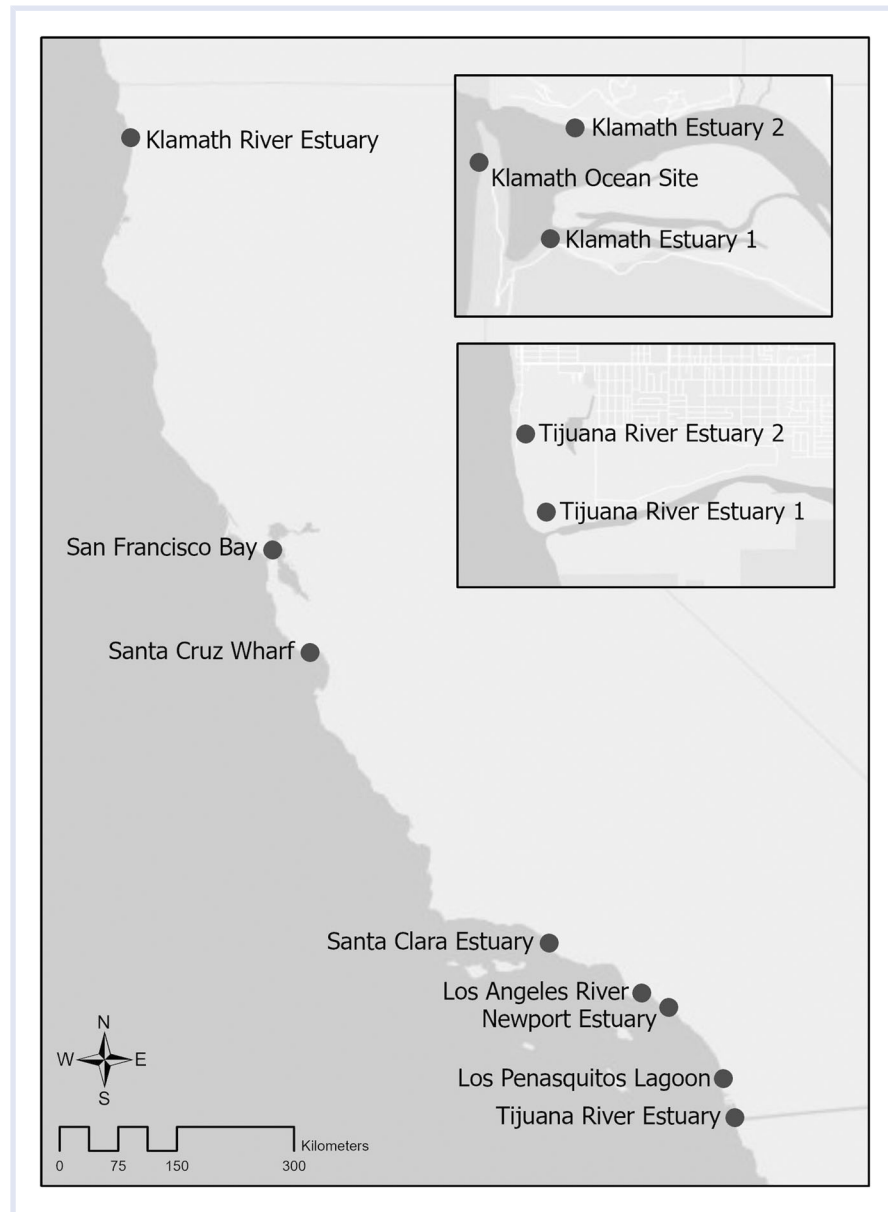 Klamath River Estuary
Klamath Estuary 2
Klamath Ocean Site
Klamath Estuary 1
Tijuana River Estuary 2
Tijuana River Estuary 1
San Francisco Bay
Santa Cruz Wharf
Santa Clara Estuary
Los Angeles River
Newport Estuary
Los Penasquitos Lagoon
Tijuana River Estuary
N
W E
S
Kilometers
0 75 150 300